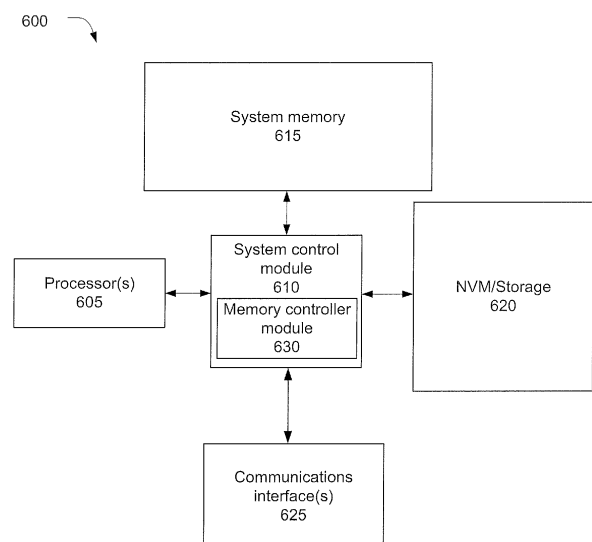 600
System memory
615
System control
module
610
Memory controller
module
630
Processor(s)
605
NVM/Storage
620
Communications
interface(s)
625